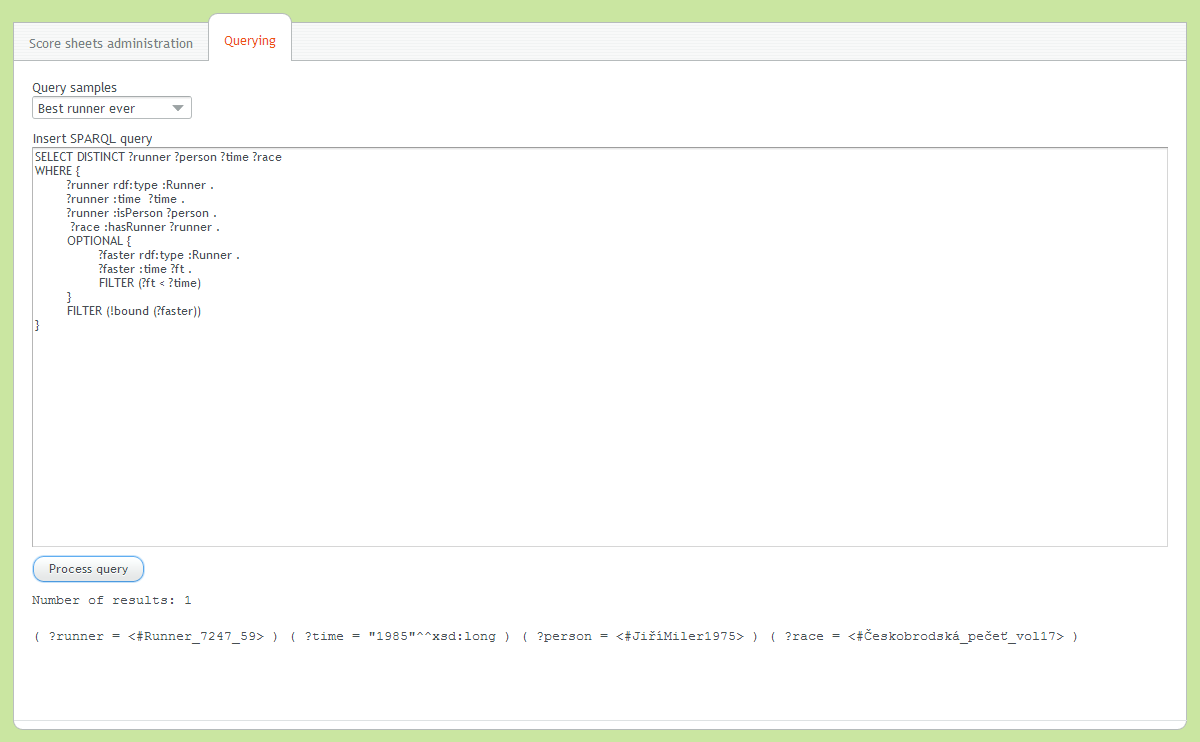 Score sheets administration
Querying
Query samples
Best runner ever
Insert SPARQL query
SELECT DISTINCT ?runner ?person ?time ?race
WHERE {
?runner rdf:type :Runner .
?runner :time  ?time .
?runner :isPerson ?person .
?race :hasRunner ?runner .
OPTIONAL {
?faster rdf:type :Runner .
?faster :time ?ft .
FILTER (?ft < ?time)
}
FILTER (!bound (?faster))
}
Process query
Number of results: 1
( ?runner = <#Runner_7247_59> ) ( ?time = "1985"^^xsd:long ) ( ?person = <#JiříMiler1975> ) ( ?race = <#Českobrodská_pečeť_vol17> )